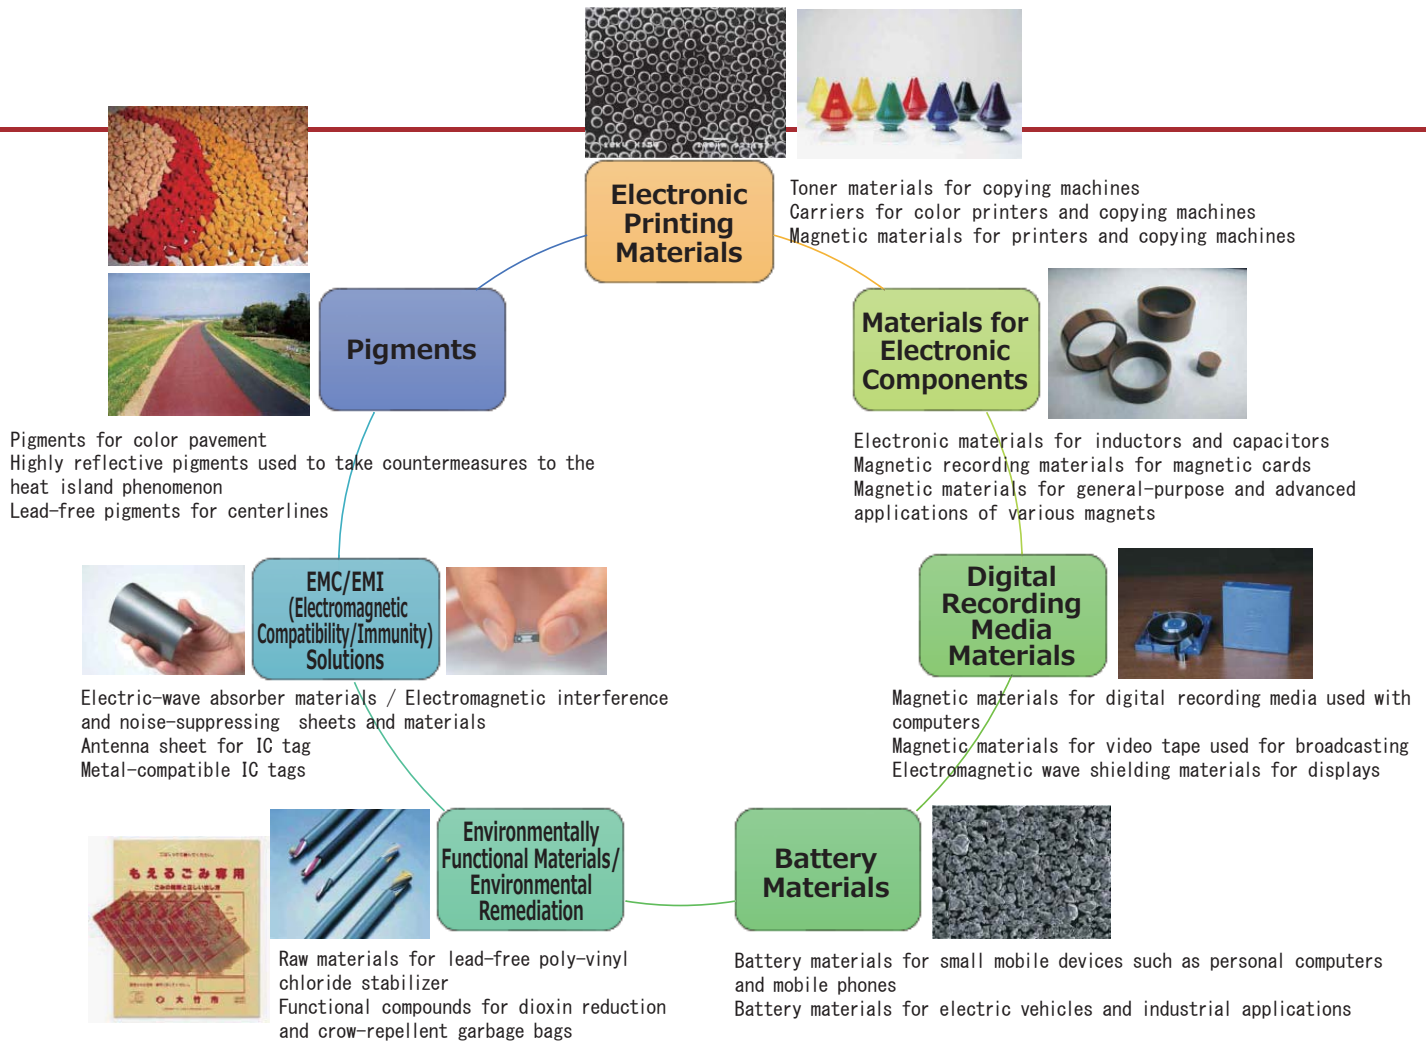 Electronic
Printing
Materials
Toner materials for copying machines
Carriers for color printers and copying machines
Magnetic materials for printers and copying machines
Materials for
Electronic
Components
Electronic materials for inductors and capacitors
Magnetic recording materials for magnetic cards
Magnetic materials for general-purpose and advanced
applications of various magnets
Digital
Recording
Media
Materials
Magnetic materials for digital recording media used with
computers
Magnetic materials for video tape used for broadcasting
Electromagnetic wave shielding materials for displays
Battery
Materials
Battery materials for small mobile devices such as personal computers
and mobile phones
Battery materials for electric vehicles and industrial applications
Environmentally
Functional Materials/
Environmental
Remediation
もえるごみ専用
大竹市
Raw materials for lead-free poly-vinyl
chloride stabilizer
Functional compounds for dioxin reduction
and crow-repellent garbage bags
EMC/EMI
(Electromagnetic
Compatibility/Immunity)
Solutions
Electric-wave absorber materials / Electromagnetic interference
and noise-suppressing sheets and materials
Antenna sheet for IC tag
Metal-compatible IC tags
Pigments
Pigments for color pavement
Highly reflective pigments used to take countermeasures to the
heat island phenomenon
Lead-free pigments for centerlines